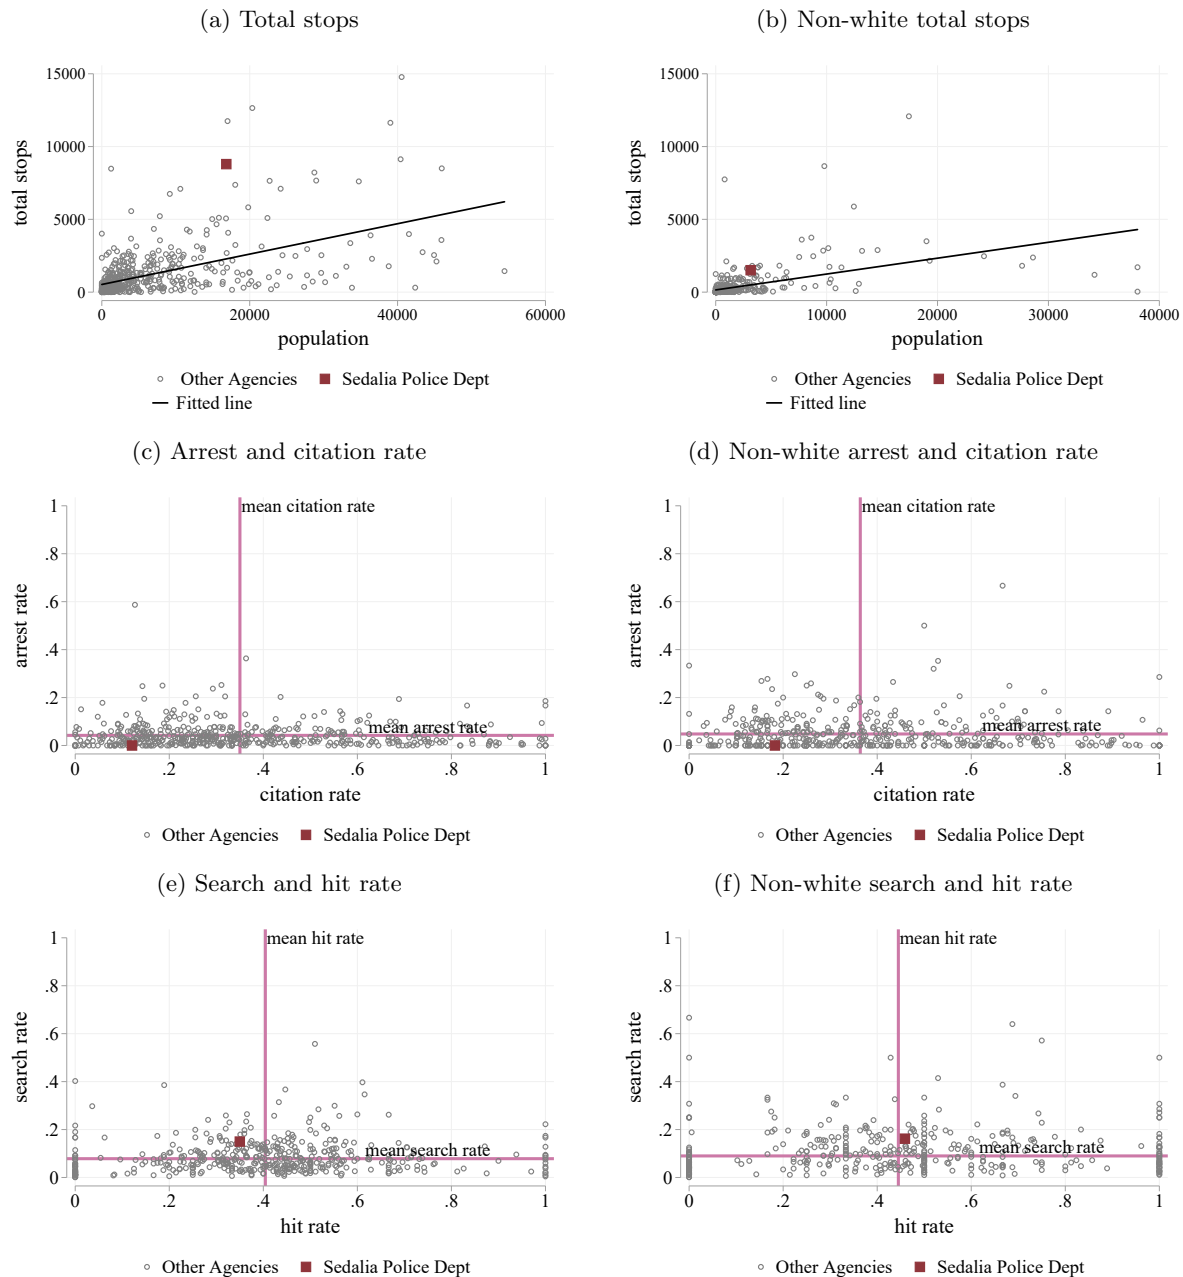 (a) Total stops
(b) Non-white total stops
total stops
15000
10000
5000
0
0 20000 40000 60000
population
Other Agencies Sedalia Police Dept
Fitted line
total stops
15000
10000
5000
0
0 10000 20000 30000 40000
population
Other Agencies Sedalia Police Dept
Fitted line
(c) Arrest and citation rate
(d) Non-white arrest and citation rate
arrest rate
1
.8
.6
.4
.2
0
mean citation rate
mean arrest rate
0 .2 .4 .6 .8 1
citation rate
Other Agencies Sedalia Police Dept
arrest rate
1
.8
.6
.4
.2
0
mean citation rate
mean arrest rate
0 .2 .4 .6 .8 1
citation rate
Other Agencies Sedalia Police Dept
(e) Search and hit rate
(f) Non-white search and hit rate
search rate
1
.8
.6
.4
.2
0
mean hit rate
mean search rate
0 .2 .4 .6 .8 1
hit rate
Other Agencies Sedalia Police Dept
search rate
1
.8
.6
.4
.2
0
mean hit rate
mean search rate
0 .2 .4 .6 .8 1
hit rate
Other Agencies Sedalia Police Dept